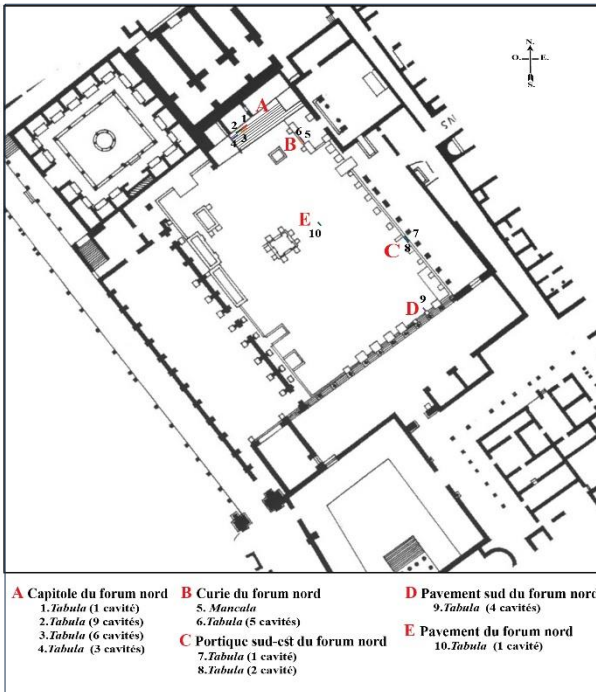 N.
O. E.
S.
A
1
2
3
4
6 5
B
E
10
7
C
8
9
D
A Capitole du forum nord
1.Tabula (1 cavité)
2.Tabula (9 cavités)
3.Tabula (6 cavités)
4.Tabula (3 cavités)
B Curie du forum nord
5. Mancala
6.Tabula (5 cavités)
C Portique sud-est du forum nord
7.Tabula (1 cavité)
8.Tabula (2 cavité)
D Pavement sud du forum nord
9.Tabula (4 cavités)
E Pavement du forum nord
10.Tabula (1 cavité)